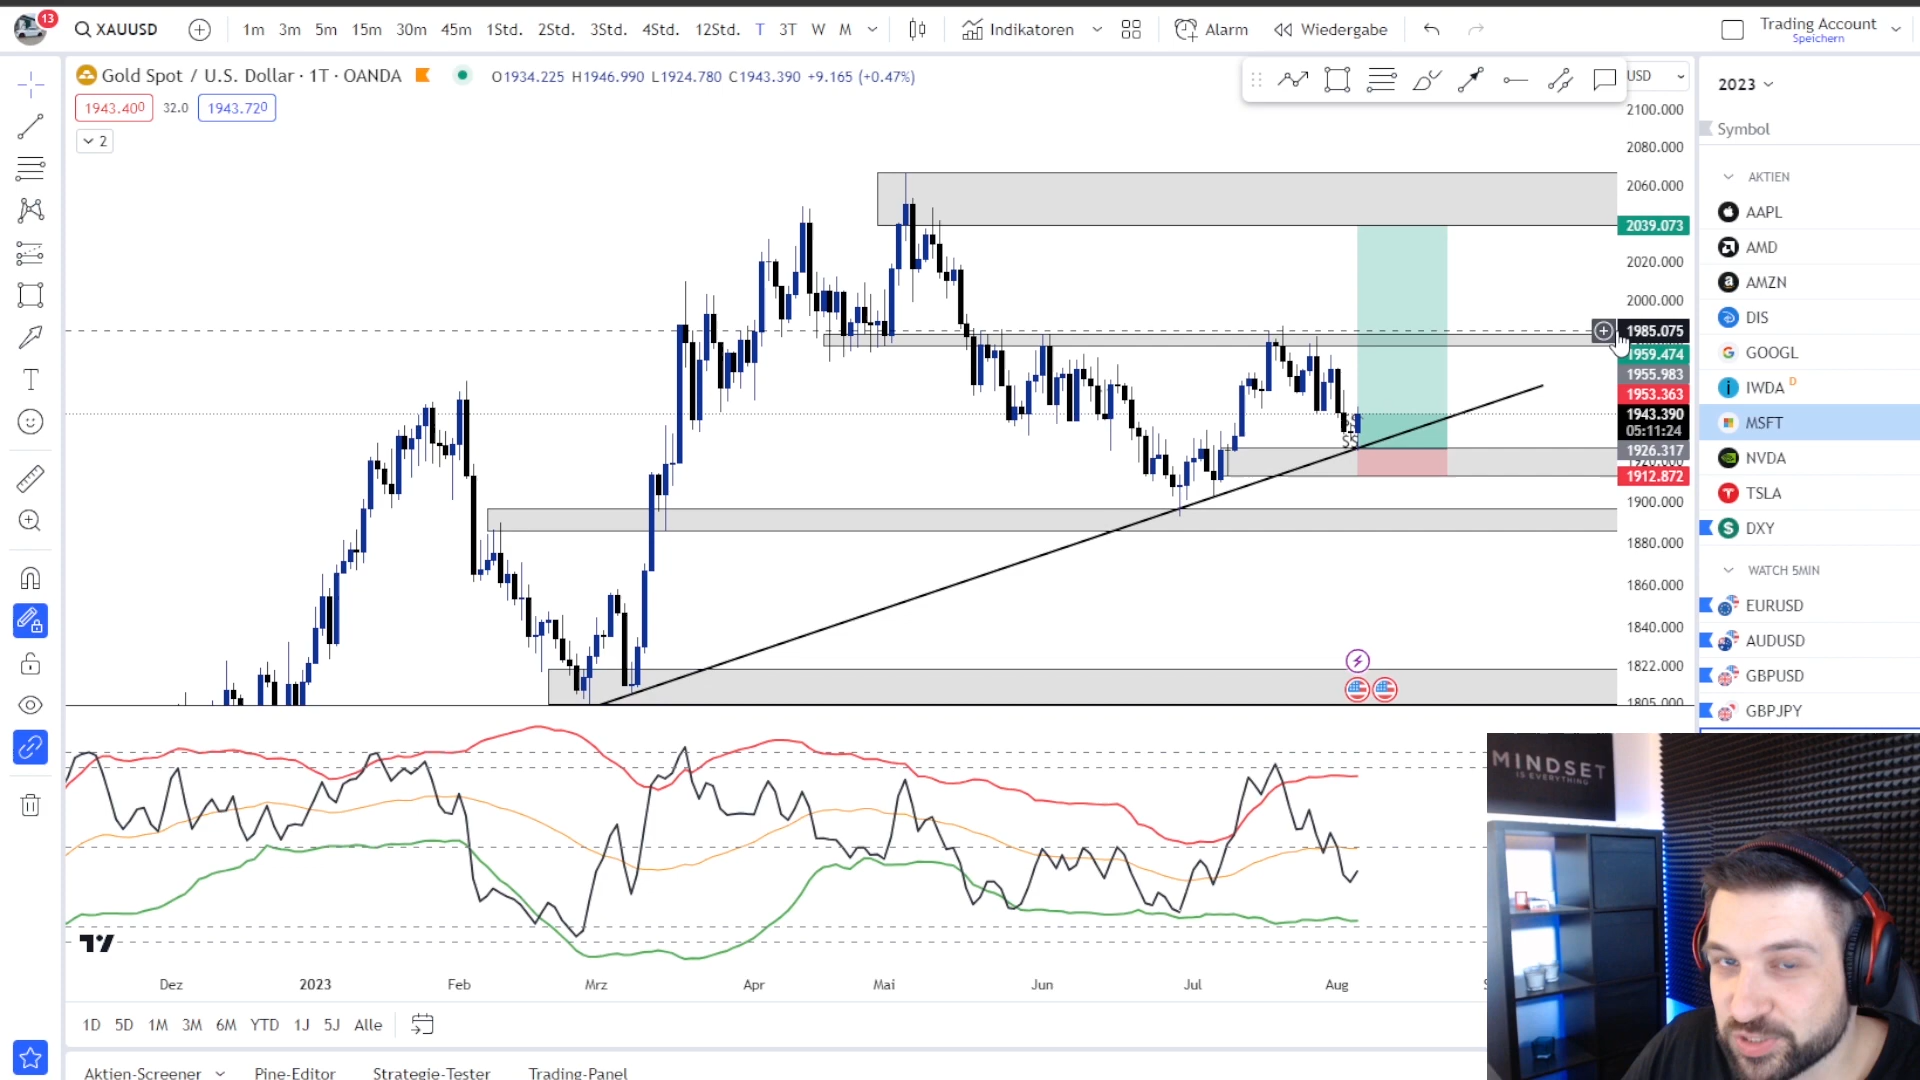 13
XAUUSD
1m 3m 5m 15m 30m 45m 1Std. 2Std. 3Std. 4Std. 12Std. T 3T W M
Indikatoren
Alarm
Wiedergabe
Trading Account
Speichern
Gold Spot / U.S. Dollar · 1T · OANDA
O1934.225 H1946.990 L1924.780 C1943.390 +9.165 (+0.47%)
1943.400 32.0 1943.720
2
USD
2100.000
2080.000
2060.000
2039.073
2020.000
2000.000
1985.075
1959.474
1955.983
1953.363
1943.390
05:11:24
1926.317
1912.872
1900.000
1880.000
1860.000
1840.000
1822.000
1805.000
2023
Symbol
AKTIEN
AAPL
AMD
AMZN
DIS
GOOGL
IWDA D
MSFT
NVDA
TSLA
DXY
WATCH 5MIN
EURUSD
AUDUSD
GBPUSD
GBPJPY
MINDSET
IS EVERYTHING
Dez 2023 Feb Mrz Apr Mai Jun Jul Aug
1D 5D 1M 3M 6M YTD 1J 5J Alle
Aktien-Screener Pine-Editor Strategie-Tester Trading-Panel